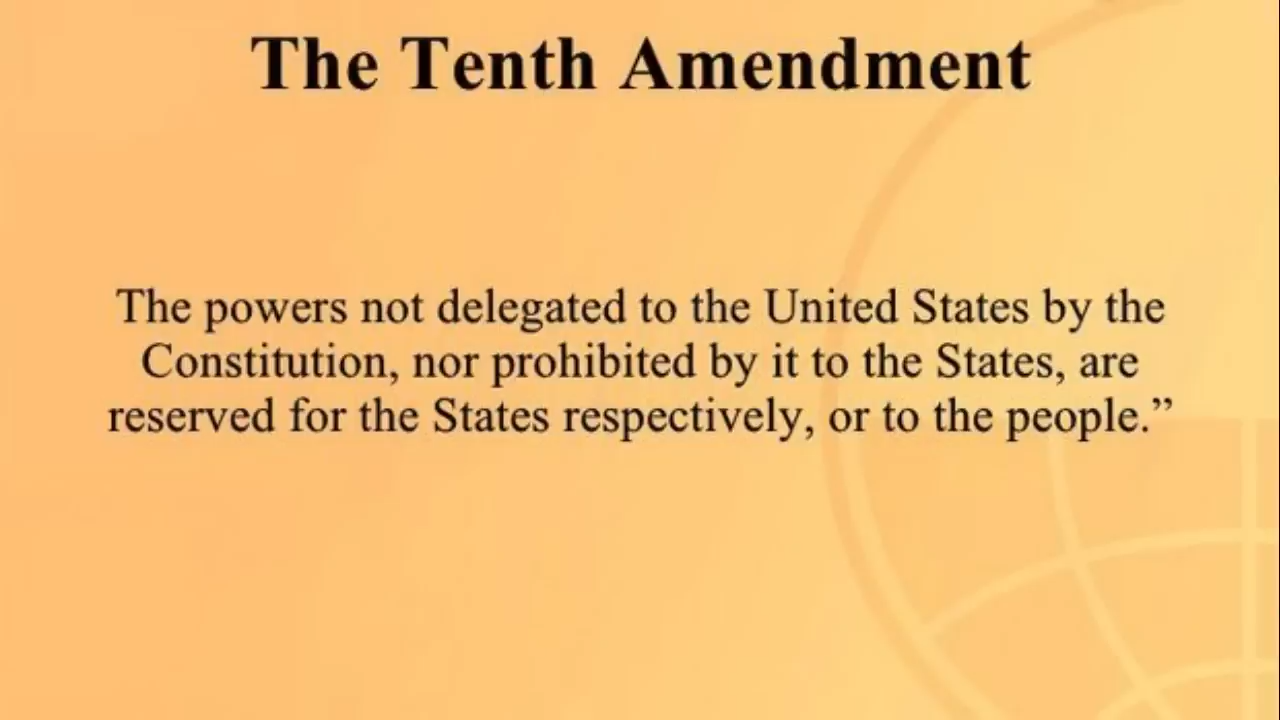 The Tenth Amendment
The powers not delegated to the United States by the
Constitution, nor prohibited by it to the States, are
reserved for the States respectively, or to the people.”